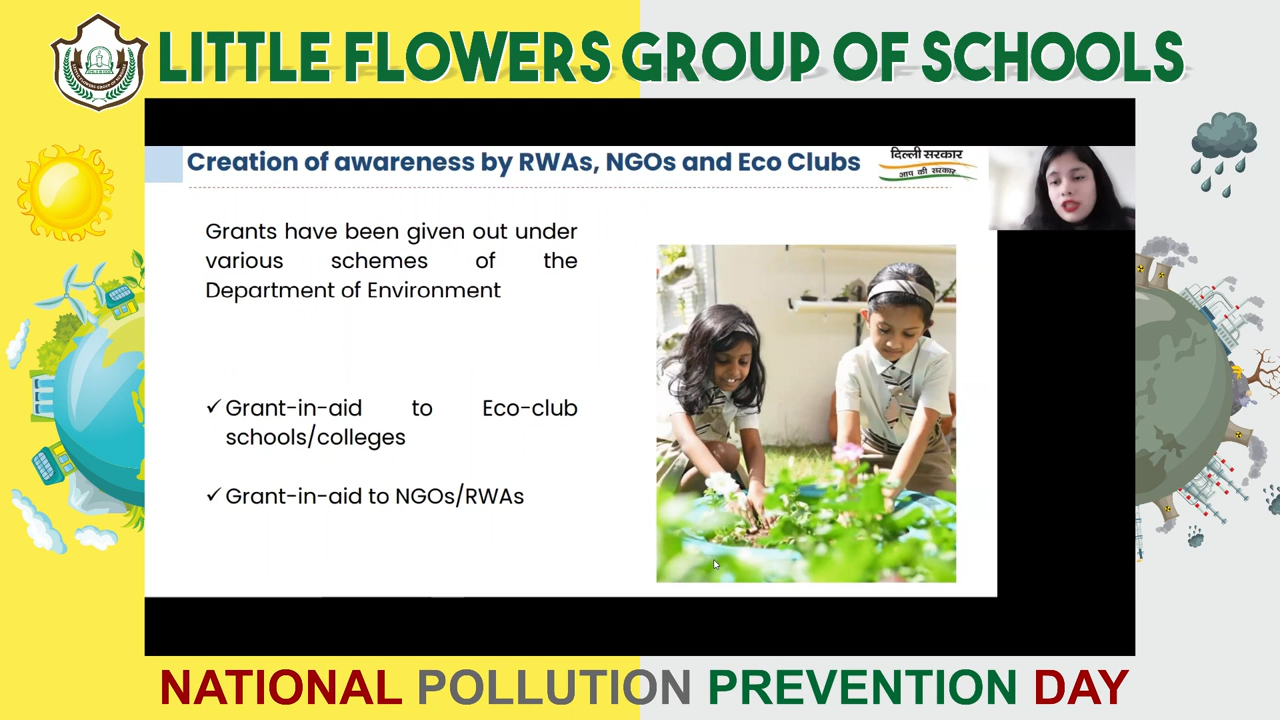 LITTLE FLOWERS GROUP OF SCHOOLS
Creation of awareness by RWAs, NGOs and Eco Clubs
दिल्ली सरकार
आप की सरकार
Grants have been given out under
various schemes of the
Department of Environment
✓ Grant-in-aid to Eco-club
schools/colleges
✓ Grant-in-aid to NGOs/RWAs
NATIONAL POLLUTION PREVENTION DAY